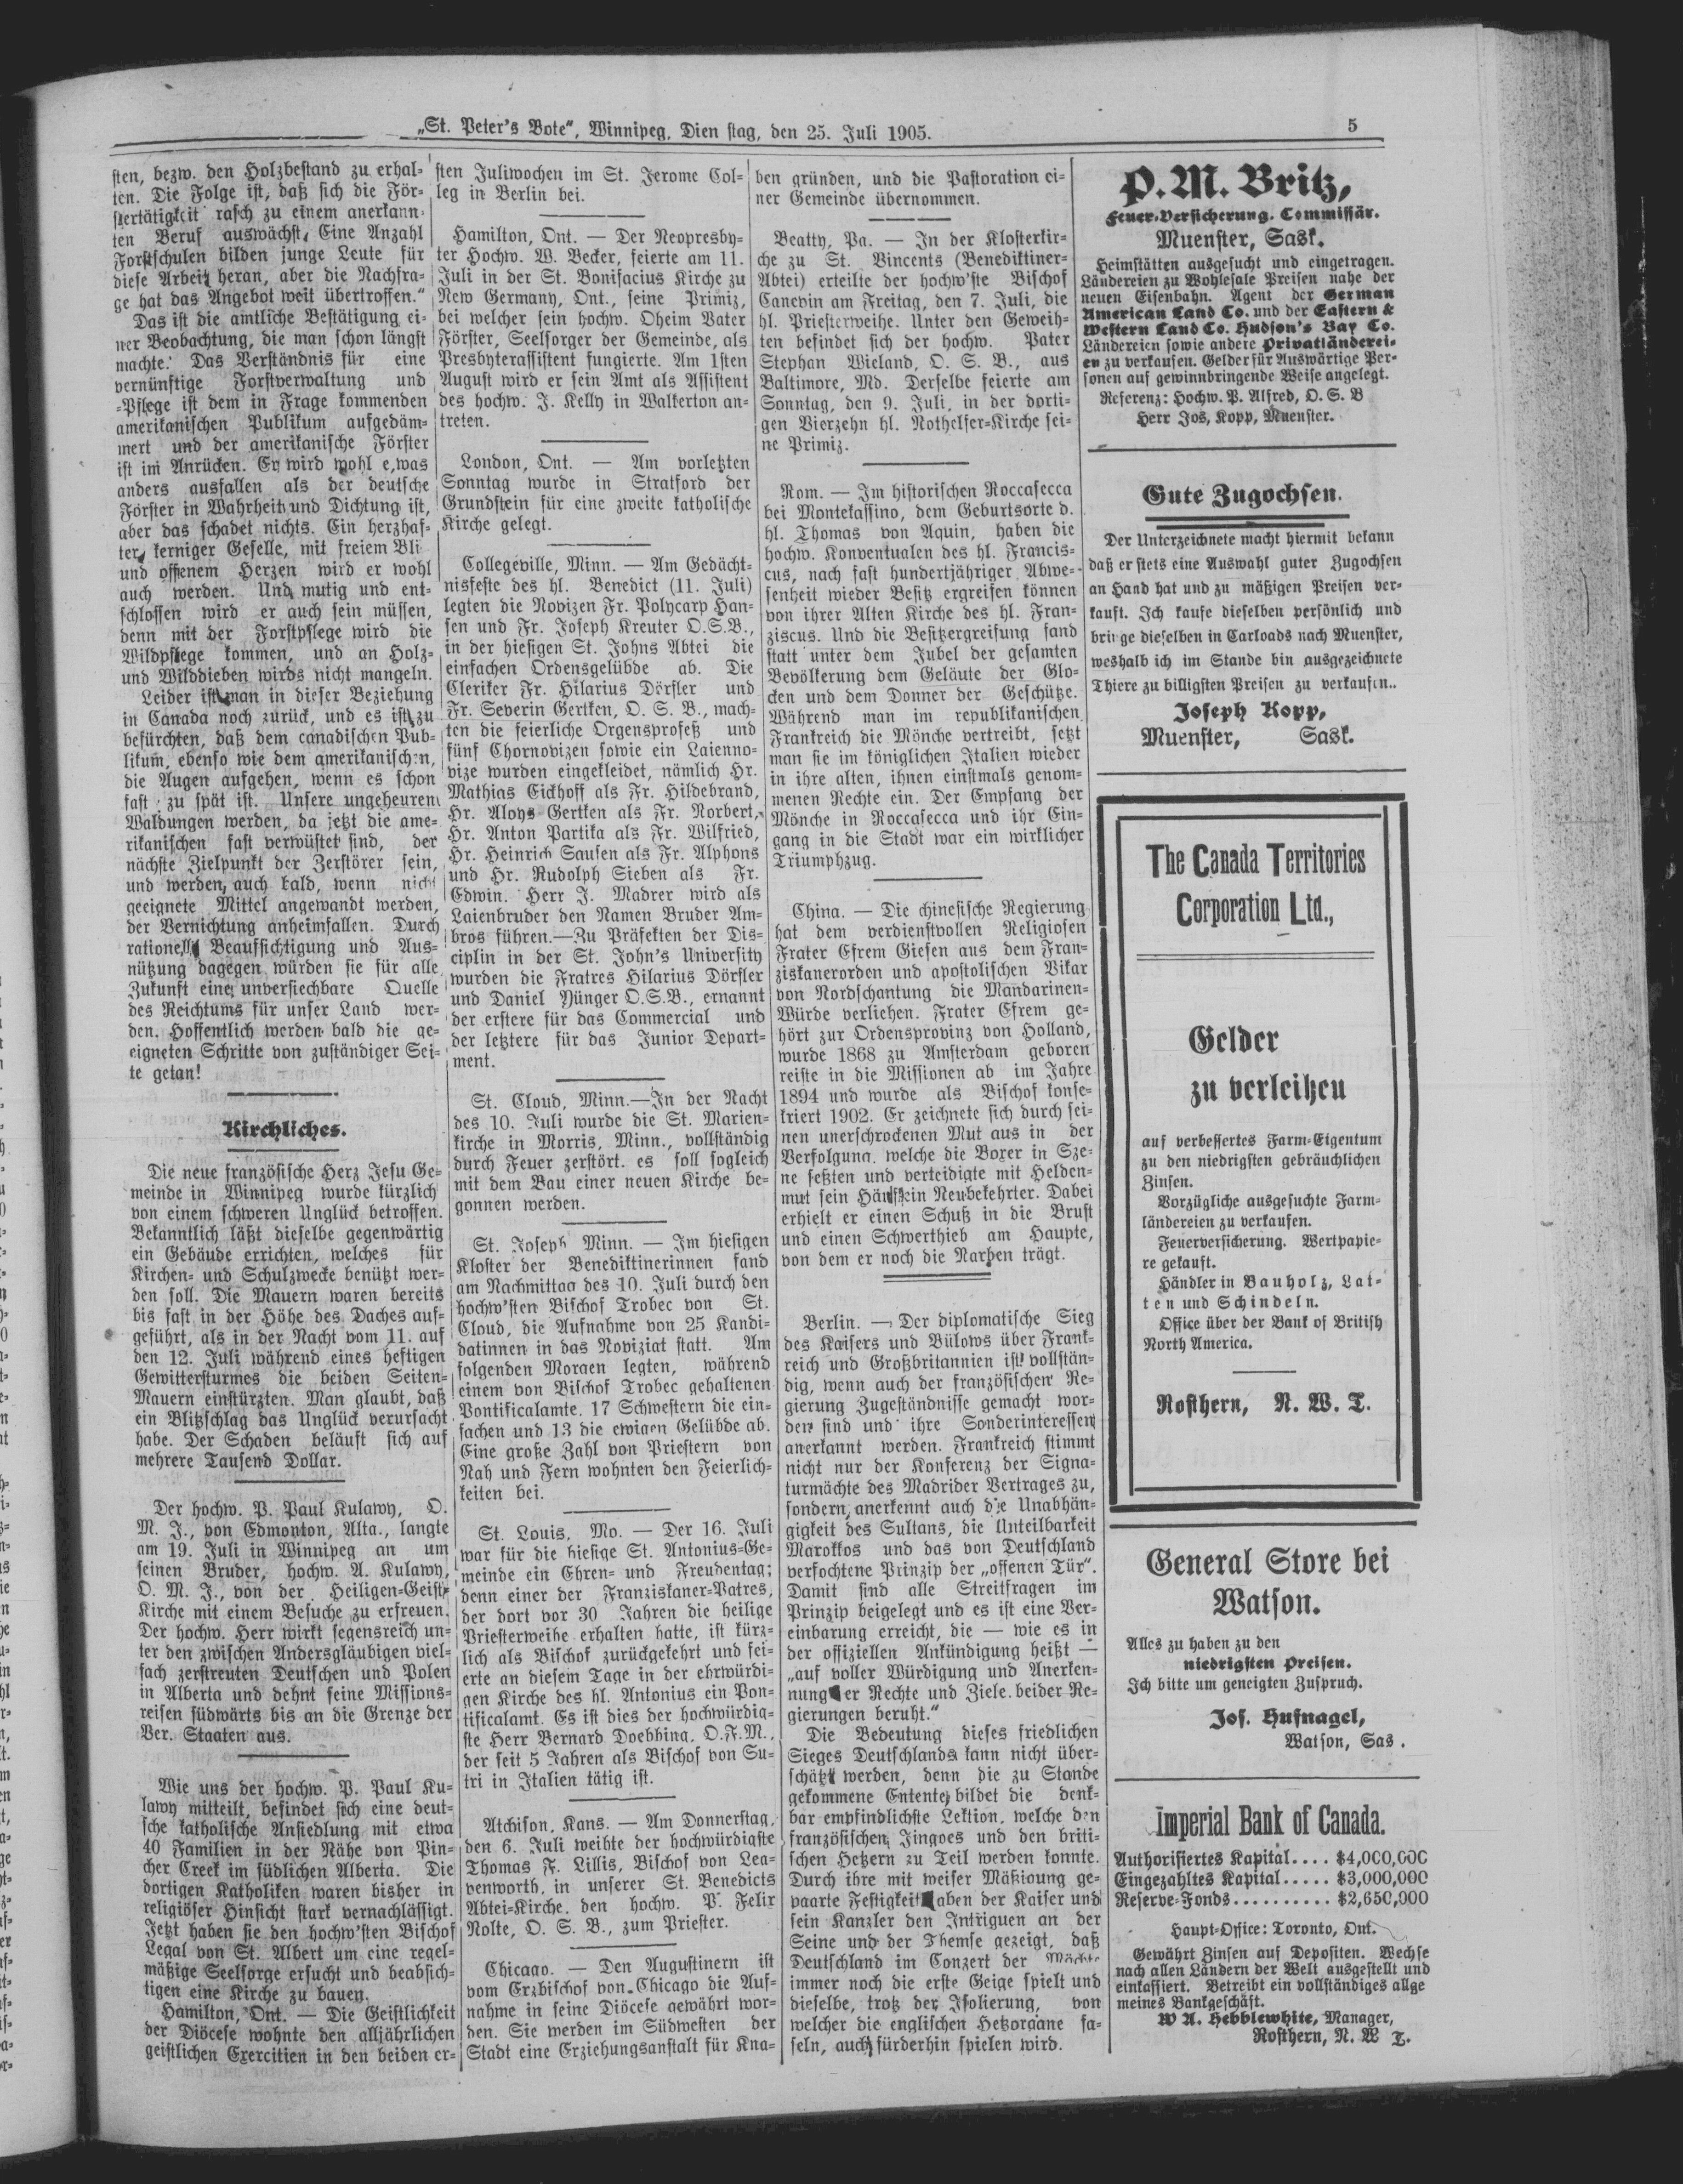 „St. Peter's Bote“, Winnipeg, Dien stag, den 25. Juli 1905.
5
sten, bezw. den Holzbestand zu erhal-
ten. Die Folge ist, daß sich die För-
stertätigkeit rasch zu einem anerkann-
ten Beruf auswächst. Eine Anzahl
Forstschulen bilden junge Leute für
diese Arbeit heran, aber die Nachfra-
ge hat das Angebot weit übertroffen.“
Das ist die amtliche Bestätigung ei-
ner Beobachtung, die man schon längst
machte. Das Verständnis für eine
vernünftige Forstverwaltung und
-Pflege ist dem in Frage kommenden
amerikanischen Publikum aufgedäm-
mert und der amerikanische Förster
ist im Anrücken. Er wird wohl e,was
anders ausfallen als der deutsche
Förster in Wahrheit und Dichtung ist,
aber das schadet nichts. Ein herzhaf-
ter, kerniger Geselle, mit freiem Bli
und offenem Herzen wird er wohl
auch werden. Und mutig und ent-
schlossen wird er auch sein müssen,
denn mit der Forstpflege wird die
Wildpflege kommen, und an Holz-
und Wilddieben wirds nicht mangeln.
Leider ist man in dieser Beziehung
in Canada noch zurück, und es ist zu
befürchten, daß dem canadischen Pub-
likum, ebenso wie dem amerikanischen,
die Augen aufgehen, wenn es schon
fast zu spät ist. Unsere ungeheuren
Waldungen werden, da jetzt die ame-
rikanischen fast verwüstet sind, der
nächste Zielpunkt der Zerstörer sein,
und werden auch bald, wenn nicht
geeignete Mittel angewandt werden,
der Vernichtung anheimfallen. Durch
rationelle Beaufsichtigung und Aus-
nützung dagegen würden sie für alle
Zukunft eine unversiechbare Quelle
des Reichtums für unser Land wer-
den. Hoffentlich werden bald die ge-
eigneten Schritte von zuständiger Sei-
te getan!
Kirchliches.
Die neue französische Herz Jesu Ge-
meinde in Winnipeg wurde kürzlich
von einem schweren Unglück betroffen.
Bekanntlich läßt dieselbe gegenwärtig
ein Gebäude errichten, welches für
Kirchen- und Schulzwecke benützt wer-
den soll. Die Mauern waren bereits
bis fast in der Höhe des Daches auf-
geführt, als in der Nacht vom 11. auf
den 12. Juli während eines heftigen
Gewittersturmes die beiden Seiten-
Mauern einstürzten. Man glaubt, daß
ein Blitzschlag das Unglück verursacht
habe. Der Schaden beläuft sich auf
mehrere Tausend Dollar.
Der hochw. P. Paul Kulawy, O.
M. J., von Edmonton, Alta., langte
am 19. Juli in Winnipeg an um
seinen Bruder, hochw. A. Kulawy,
O. M. J., von der Heiligen-Geist-
Kirche mit einem Besuche zu erfreuen.
Der hochw. Herr wirkt segensreich un-
ter den zwischen Andersgläubigen viel-
fach zerstreuten Deutschen und Polen
in Alberta und dehnt seine Missions-
reisen südwärts bis an die Grenze der
Ver. Staaten aus.
Wie uns der hochw. P. Paul Ku-
lawy mitteilt, befindet sich eine deut-
sche katholische Ansiedlung mit etwa
40 Familien in der Nähe von Pin-
cher Creek im südlichen Alberta. Die
dortigen Katholiken waren bisher in
religiöser Hinsicht stark vernachlässigt.
Jetzt haben sie den hochw'sten Bischof
Legal von St. Albert um eine regel-
mäßige Seelsorge ersucht und beabsich-
tigen eine Kirche zu bauen.
Hamilton, Ont. — Die Geistlichkeit
der Diöcese wohnte den alljährlichen
geistlichen Exercitien in den beiden er-
sten Juliwochen im St. Jerome Col-
leg in Berlin bei.
Hamilton, Ont. — Der Neopresby-
ter Hochw. W. Becker, feierte am 11.
Juli in der St. Bonifacius Kirche zu
New Germany, Ont., seine Primiz,
bei welcher sein hochw. Oheim Vater
Förster, Seelsorger der Gemeinde, als
Presbyterassistent fungierte. Am 1sten
August wird er sein Amt als Assistent
des hochw. J. Kelly in Walkerton an-
treten.
London, Ont. — Am vorletzten
Sonntag wurde in Stratford der
Grundstein für eine zweite katholische
Kirche gelegt.
Collegeville, Minn. — Am Gedächt-
nisfeste des hl. Benedict (11. Juli)
legten die Novizen Fr. Polycarp Han-
sen und Fr. Joseph Kreuter O.S.B.,
in der hiesigen St. Johns Abtei die
einfachen Ordensgelübde ab. Die
Cleriker Fr. Hilarius Dörfler und
Fr. Severin Gertken, O. S. B., mach-
ten die feierliche Orgensprofeß und
fünf Chornovizen sowie ein Laienno-
vize wurden eingekleidet, nämlich Hr.
Mathias Eickhoff als Fr. Hildebrand,
Hr. Aloys Gertken als Fr. Norbert,
Hr. Anton Partika als Fr. Wilfried,
Hr. Heinrich Sausen als Fr. Alphons
und Hr. Rudolph Sieben als Fr.
Edwin. Herr J. Madrer wird als
Laienbruder den Namen Bruder Am-
bros führen.—Zu Präfekten der Dis-
ciplin in der St. John's University
wurden die Fratres Hilarius Dörfler
und Daniel Yünger O.S.B., ernannt
der erstere für das Commercial und
der letztere für das Junior Depart-
ment.
St. Cloud, Minn.—In der Nacht
des 10. Juli wurde die St. Marien-
kirche in Morris, Minn., vollständig
durch Feuer zerstört. es soll sogleich
mit dem Bau einer neuen Kirche be-
gonnen werden.
St. Joseph Minn. — Im hiesigen
Kloster der Benediktinerinnen fand
am Nachmittag des 10. Juli durch den
hochw'sten Bischof Trobec von St.
Cloud, die Aufnahme von 25 Kandi-
datinnen in das Noviziat statt. Am
folgenden Morgen legten, während
einem von Bischof Trobec gehaltenen
Pontificalamte, 17 Schwestern die ein-
fachen und 13 die ewigen Gelübde ab.
Eine große Zahl von Priestern von
Nah und Fern wohnten den Feierlich-
keiten bei.
St. Louis, Mo. — Der 16. Juli
war für die hiesige St. Antonius-Ge-
meinde ein Ehren- und Freudentag;
denn einer der Franziskaner-Patres,
der dort vor 30 Jahren die heilige
Priesterweihe erhalten hatte, ist kürz-
lich als Bischof zurückgekehrt und fei-
erte an diesem Tage in der ehrwürdi-
gen Kirche des hl. Antonius ein Pon-
tificalamt. Es ist dies der hochwürdig-
ste Herr Bernard Doebbing, O.F.M.,
der seit 5 Jahren als Bischof von Su-
tri in Italien tätig ist.
Atchison, Kans. — Am Donnerstag,
den 6. Juli weihte der hochwürdigste
Thomas F. Lillis, Bischof von Lea-
venworth, in unserer St. Benedicts
Abtei-Kirche, den hochw. P. Felix
Nolte, O. S. B., zum Priester.
Chicago. — Den Augustinern ist
vom Erzbischof von Chicago die Auf-
nahme in seine Diöcese gewährt wor-
den. Sie werden im Südwesten der
Stadt eine Erziehungsanstalt für Kna-
ben gründen, und die Pastoration ei-
ner Gemeinde übernommen.
Beatty, Pa. — In der Klosterkir-
che zu St. Vincents (Benediktiner-
Abtei) erteilte der hochw'ste Bischof
Canevin am Freitag, den 7. Juli, die
hl. Priesterweihe. Unter den Geweih-
ten befindet sich der hochw. Pater
Stephan Wieland, O. S. B., aus
Baltimore, Md. Derselbe feierte am
Sonntag, den 9. Juli, in der dorti-
gen Vierzehn hl. Nothelfer-Kirche sei-
ne Primiz.
Rom. — Im historischen Roccasecca
bei Montekassino, dem Geburtsorte d.
hl. Thomas von Aquin, haben die
hochw. Konventualen des hl. Francis-
cus, nach fast hundertjähriger Abwe-
senheit wieder Besitz ergreifen können
von ihrer Alten Kirche des hl. Fran-
ziscus. Und die Besitzergreifung fand
statt unter dem Jubel der gesamten
Bevölkerung dem Geläute der Glo-
cken und dem Donner der Geschütze.
Während man im republikanischen
Frankreich die Mönche vertreibt, setzt
man sie im königlichen Italien wieder
in ihre alten, ihnen einstmals genom-
menen Rechte ein. Der Empfang der
Mönche in Roccasecca und ihr Ein-
gang in die Stadt war ein wirklicher
Triumphzug.
China. — Die chinesische Regierung
hat dem verdienstvollen Religiosen
Frater Efrem Giesen aus dem Fran-
ziskanerorden und apostolischen Vikar
von Nordschantung die Mandarinen-
Würde verliehen. Frater Efrem ge-
hört zur Ordensprovinz von Holland,
wurde 1868 zu Amsterdam geboren
reiste in die Missionen ab im Jahre
1894 und wurde als Bischof konse-
kriert 1902. Er zeichnete sich durch sei-
nen unerschrockenen Mut aus in der
Verfolgung, welche die Boxer in Sze-
ne setzten und verteidigte mit Helden-
mut sein Häuflein Neubekehrter. Dabei
erhielt er einen Schuß in die Brust
und einen Schwerthieb am Haupte,
von dem er noch die Narben trägt.
Berlin. — Der diplomatische Sieg
des Kaisers und Bülows über Frank-
reich und Großbritannien ist vollstän-
dig, wenn auch der französischen Re-
gierung Zugeständnisse gemacht wor-
den sind und ihre Sonderinteressen
anerkannt werden. Frankreich stimmt
nicht nur der Konferenz der Signa-
turmächte des Madrider Vertrages zu,
sondern anerkennt auch die Unabhän-
gigkeit des Sultans, die Unteilbarkeit
Marokkos und das von Deutschland
verfochtene Prinzip der „offenen Tür“.
Damit sind alle Streitfragen im
Prinzip beigelegt und es ist eine Ver-
einbarung erreicht, die — wie es in
der offiziellen Ankündigung heißt —
„auf voller Würdigung und Anerken-
nung er Rechte und Ziele beider Re-
gierungen beruht.“
Die Bedeutung dieses friedlichen
Sieges Deutschlands kann nicht über-
schätzt werden, denn die zu Stande
gekommene Entente bildet die denk-
bar empfindlichste Lektion, welche den
französischen Jingoes und den briti-
schen Hetzern zu Teil werden konnte.
Durch ihre mit weiser Mäßigung ge-
paarte Festigkeit aben der Kaiser und
sein Kanzler den Intriguen an der
Seine und der Themse gezeigt, daß
Deutschland im Conzert der Mächte
immer noch die erste Geige spielt und
dieselbe, trotz der Isolierung, von
welcher die englischen Hetzorgane fa-
seln, auch fürderhin spielen wird.
P. M. Britz,
Feuer-Versicherung. Commissär.
Muenster, Sask.
Heimstätten ausgesucht und eingetragen.
Ländereien zu Wohlesale Preisen nahe der
neuen Eisenbahn. Agent der German
American Land Co. und der Eastern &
Western Land Co. Hudson's Bay Co.
Ländereien sowie andere Privatländerei-
en zu verkaufen. Gelder für Auswärtige Per-
sonen auf gewinnbringende Weise angelegt.
Referenz: Hochw. P. Alfred, O. S. B
Herr Jos, Kopp, Muenster.
Gute Zugochsen.
Der Unterzeichnete macht hiermit bekann
daß er stets eine Auswahl guter Zugochsen
an Hand hat und zu mäßigen Preisen ver-
kauft. Ich kaufe dieselben persönlich und
bringe dieselben in Carloads nach Muenster,
weshalb ich im Stande bin ausgezeichnete
Thiere zu billigsten Preisen zu verkaufen..
Joseph Kopp,
Muenster, Sask.
The Canada Territories
Corporation Ltd.,
Gelder
zu verleihen
auf verbessertes Farm-Eigentum
zu den niedrigsten gebräuchlichen
Zinsen.
Vorzügliche ausgesuchte Farm-
ländereien zu verkaufen.
Feuerversicherung. Wertpapie-
re gekauft.
Händler in Bauholz, Lat-
ten und Schindeln.
Office über der Bank of British
North America.
Rosthern, N. W. T.
General Store bei
Watson.
Alles zu haben zu den
niedrigsten Preisen.
Ich bitte um geneigten Zuspruch.
Jos. Hufnagel,
Watson, Sas .
Imperial Bank of Canada.
Authorisiertes Kapital.... $4,000,000
Eingezahltes Kapital..... $3,000,000
Reserve-Fonds.......... $2,650,000
Haupt-Office: Toronto, Ont.
Gewährt Zinsen auf Depositen. Wechse
nach allen Ländern der Welt ausgestellt und
einkassiert. Betreibt ein vollständiges allge
meines Bankgeschäft.
W A. Hebblewhite, Manager,
Rosthern, N. W T.